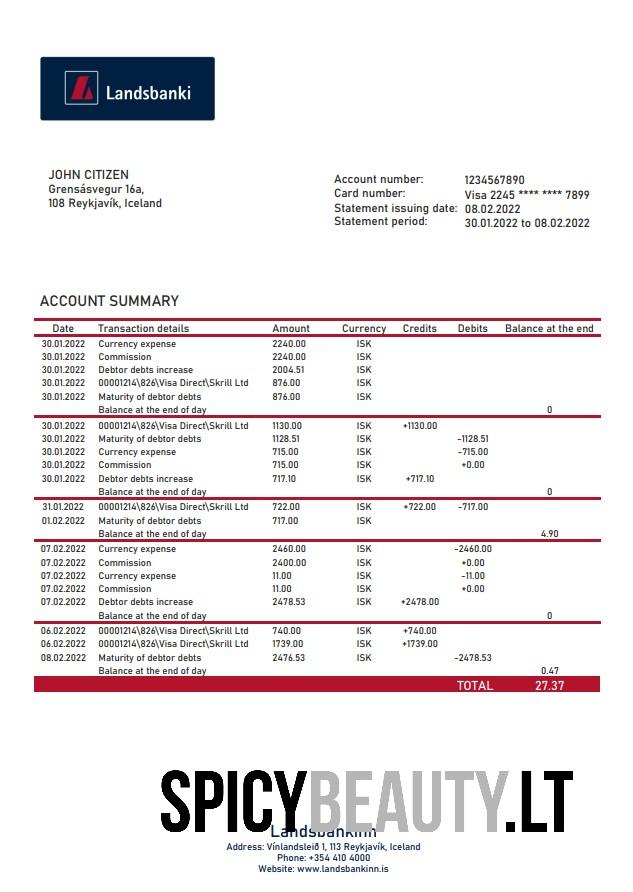 Landsbanki
JOHN CITIZEN
Grensásvegur 16a,
108 Reykjavík, Iceland
Account number: 1234567890
Card number: Visa 2245 **** **** 7899
Statement issuing date: 08.02.2022
Statement period: 30.01.2022 to 08.02.2022
ACCOUNT SUMMARY
Date Transaction details Amount Currency Credits Debits Balance at the end
30.01.2022 Currency expense 2240.00 ISK
30.01.2022 Commission 2240.00 ISK
30.01.2022 Debtor debts increase 2004.51 ISK
30.01.2022 00001214\826\Visa Direct\Skrill Ltd 876.00 ISK
30.01.2022 Maturity of debtor debts 876.00 ISK
Balance at the end of day 0
30.01.2022 00001214\826\Visa Direct\Skrill Ltd 1130.00 ISK +1130.00
30.01.2022 Maturity of debtor debts 1128.51 ISK -1128.51
30.01.2022 Currency expense 715.00 ISK -715.00
30.01.2022 Commission 715.00 ISK +0.00
30.01.2022 Debtor debts increase 717.10 ISK +717.10
Balance at the end of day 0
31.01.2022 00001214\826\Visa Direct\Skrill Ltd 722.00 ISK +722.00 -717.00
01.02.2022 Maturity of debtor debts 717.00 ISK
Balance at the end of day 4.90
07.02.2022 Currency expense 2460.00 ISK -2460.00
07.02.2022 Commission 2400.00 ISK +0.00
07.02.2022 Currency expense 11.00 ISK -11.00
07.02.2022 Commission 11.00 ISK +0.00
07.02.2022 Debtor debts increase 2478.53 ISK +2478.00
Balance at the end of day 0
06.02.2022 00001214\826\Visa Direct\Skrill Ltd 740.00 ISK +740.00
06.02.2022 00001214\826\Visa Direct\Skrill Ltd 1739.00 ISK +1739.00
08.02.2022 Maturity of debtor debts 2476.53 ISK -2478.53
Balance at the end of day 0.47
TOTAL 27.37
SPICYBEAUTY.LT
Landsbankinn
Address: Vínlandsleið 1, 113 Reykjavík, Iceland
Phone: +354 410 4000
Website: www.landsbankinn.is